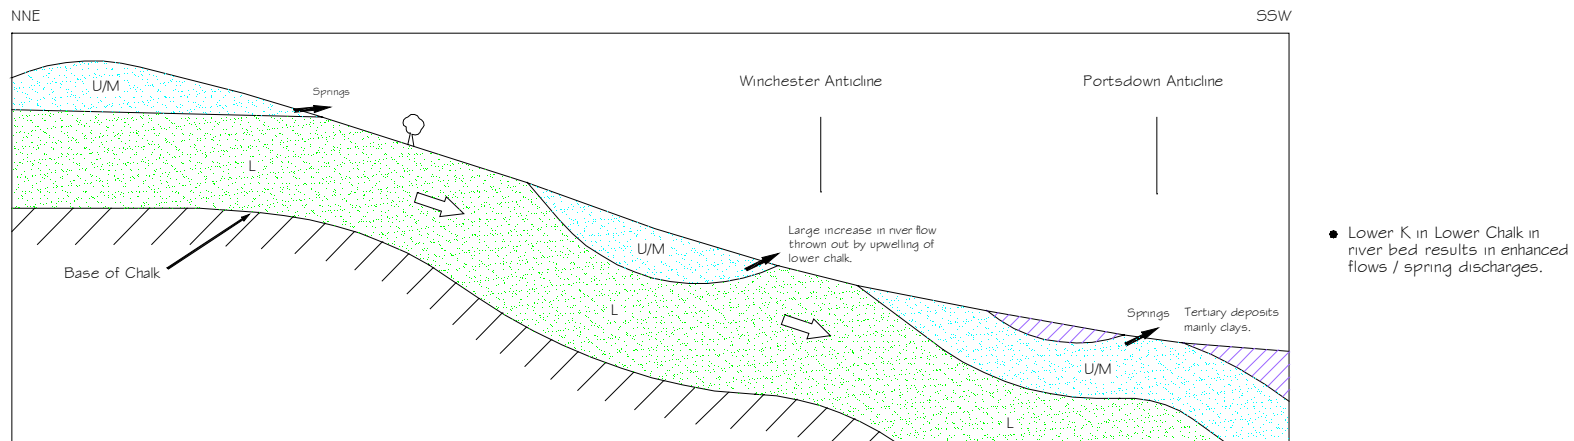 NNE
SSW
Winchester Anticline
Portsdown Anticline
U/M
Springs
L
Large increase in river flow
thrown out by upwelling of
lower chalk.
U/M
Base of Chalk
L
Springs
Tertiary deposits
mainly clays.
U/M
L
Lower K in Lower Chalk in
river bed results in enhanced
flows / spring discharges.